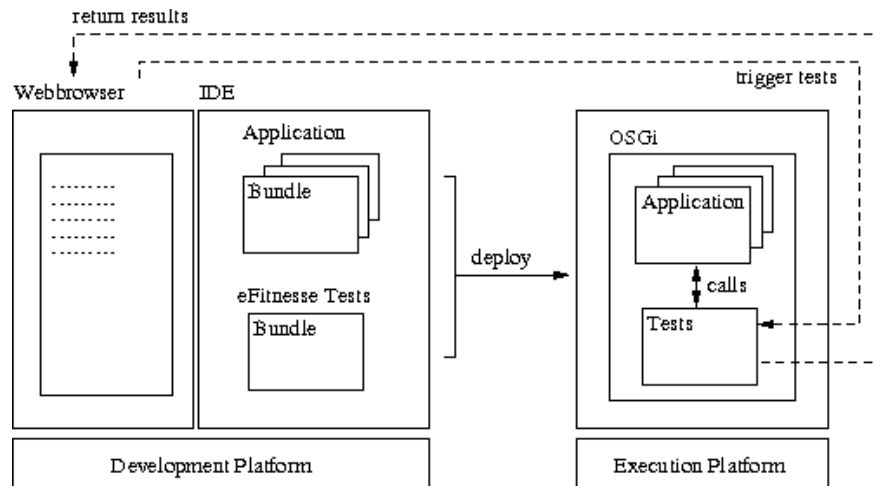 return results
trigger tests
Webbrowser
IDE
Application
Bundle
eFitnesse Tests
Bundle
deploy
OSGi
Application
calls
Tests
Development Platform
Execution Platform